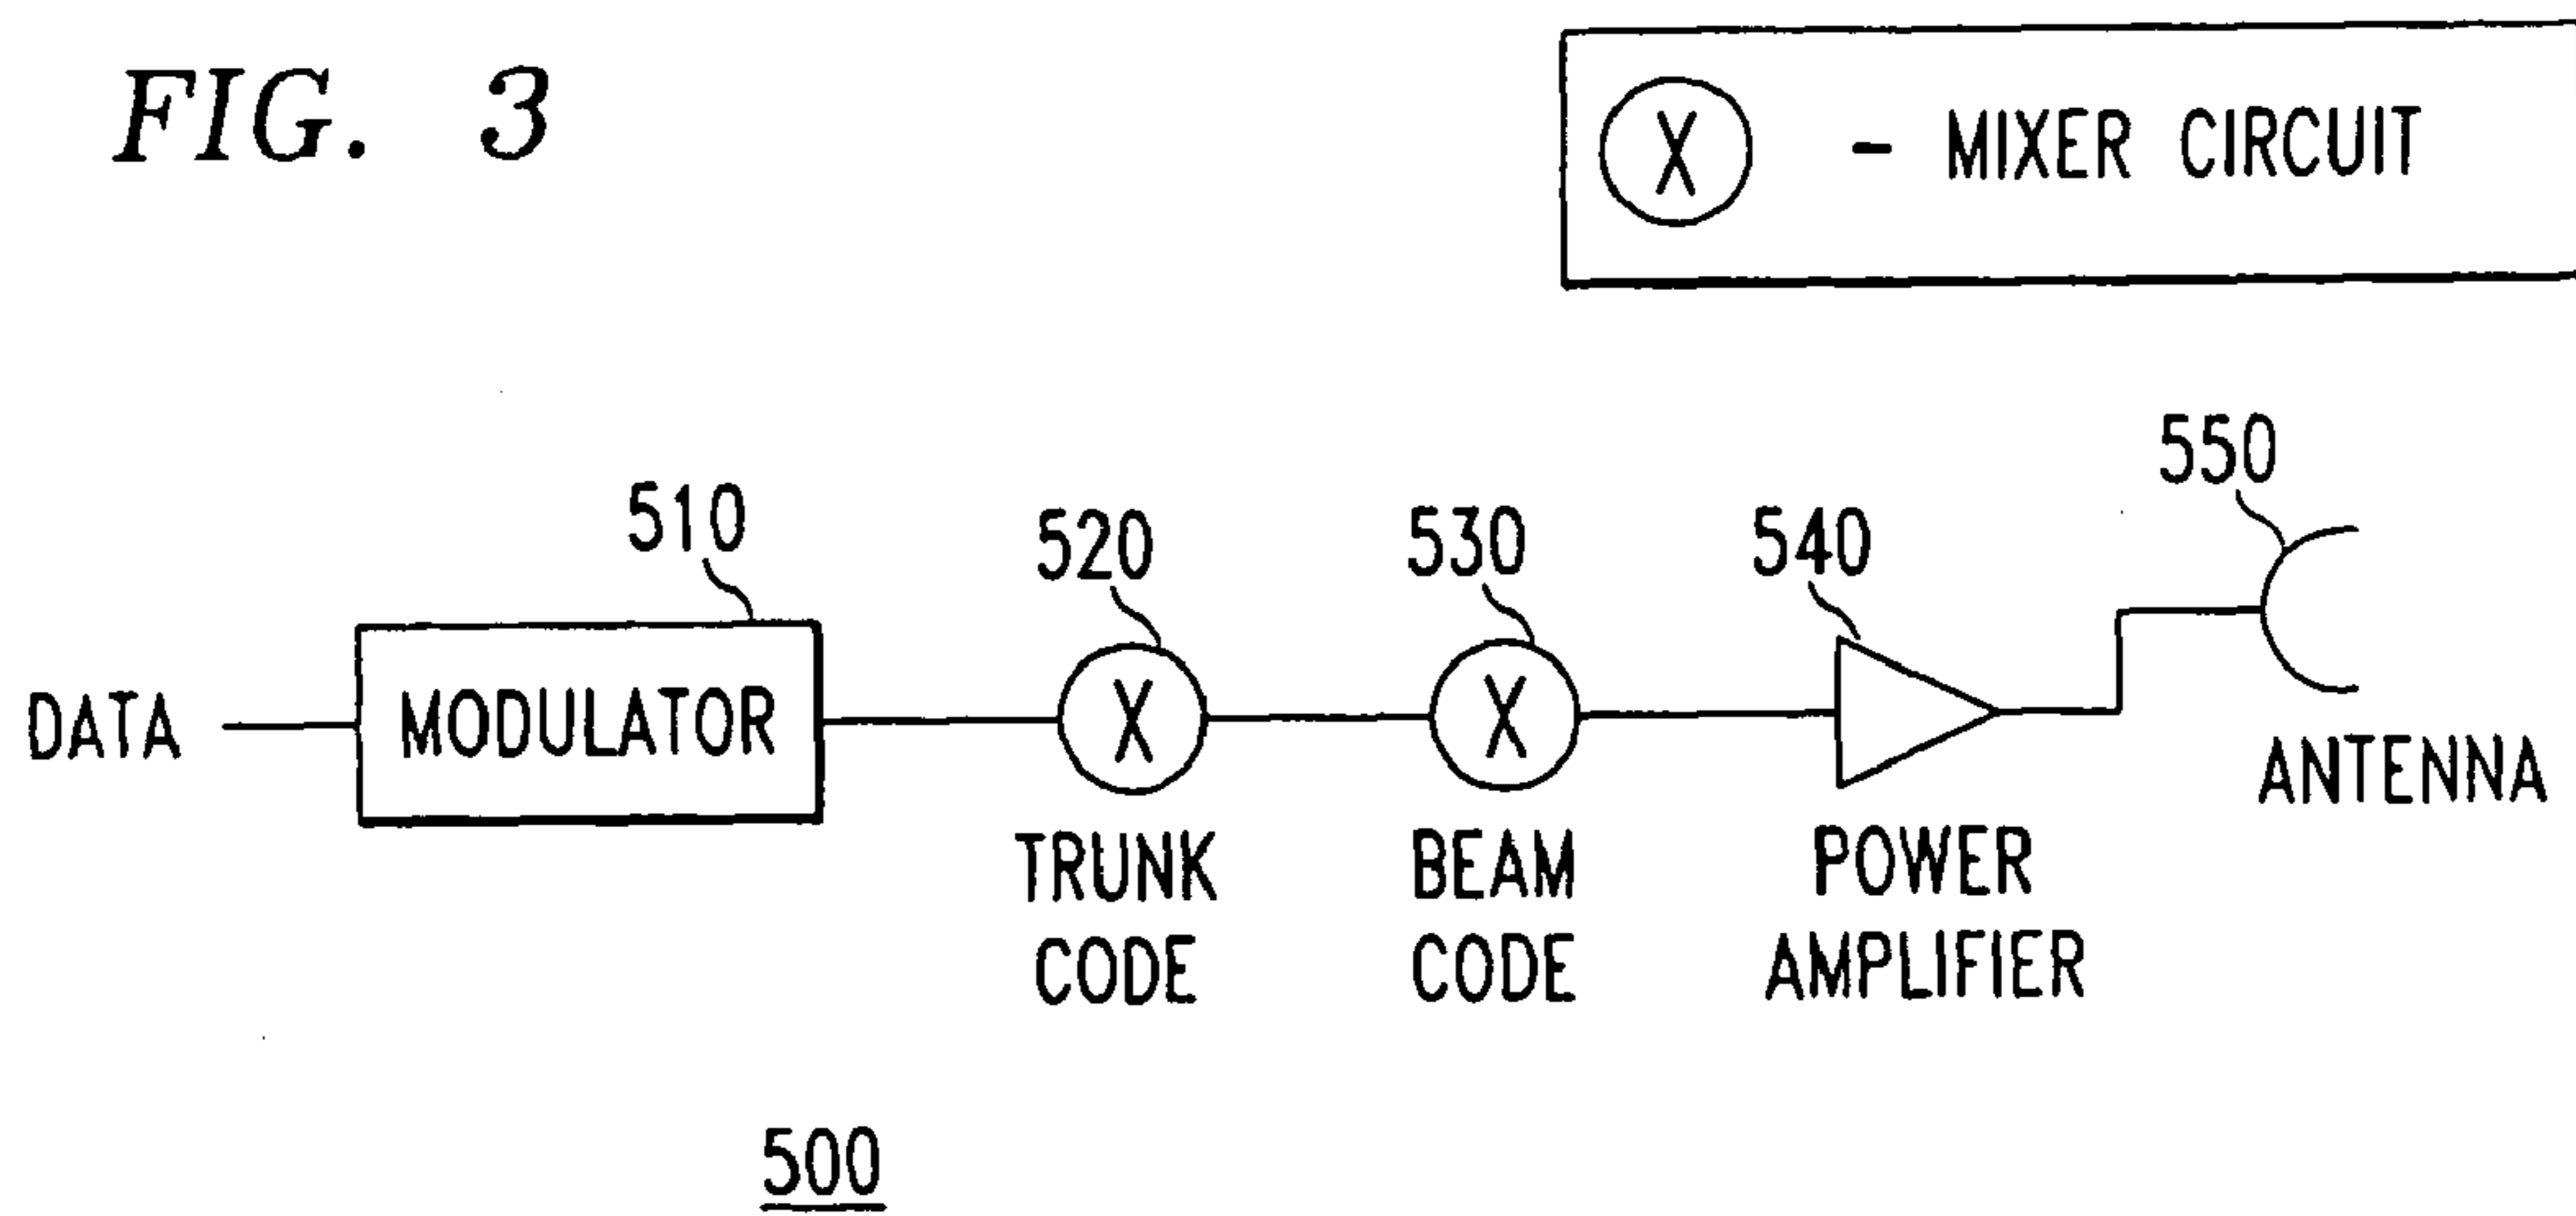 FIG. 3
X - MIXER CIRCUIT
550
510
520
530
540
DATA
MODULATOR
X
X
ANTENNA
TRUNK
CODE
BEAM
CODE
POWER
AMPLIFIER
500